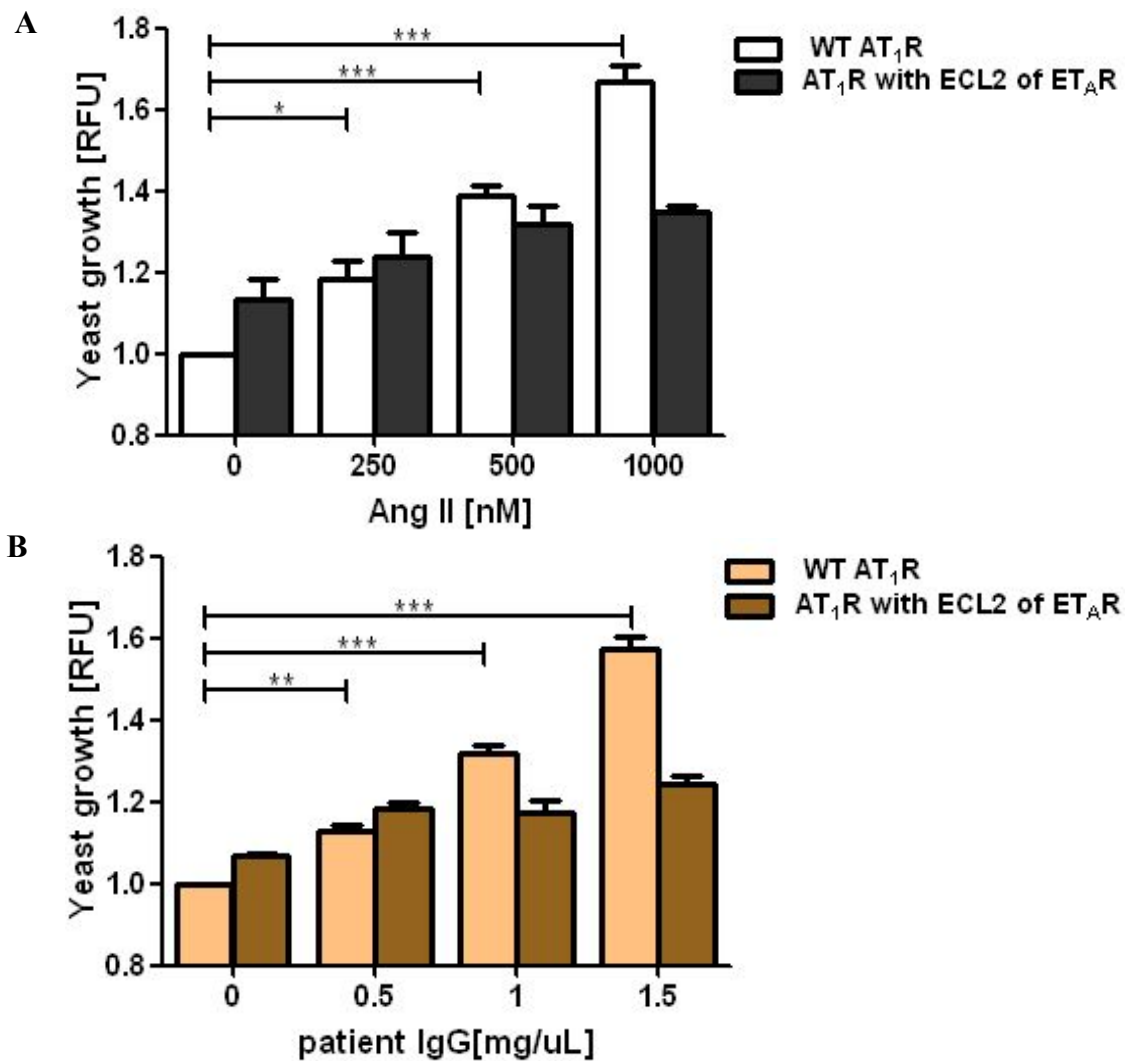 A
Yeast growth [RFU]
1.8
1.6
1.4
1.2
1.0
0.8
***
***
*
WT AT₁R
AT₁R with ECL2 of ET_AR
0 250 500 1000
Ang II [nM]
B
Yeast growth [RFU]
1.8
1.6
1.4
1.2
1.0
0.8
***
***
**
WT AT₁R
AT₁R with ECL2 of ET_AR
0 0.5 1 1.5
patient IgG[mg/uL]